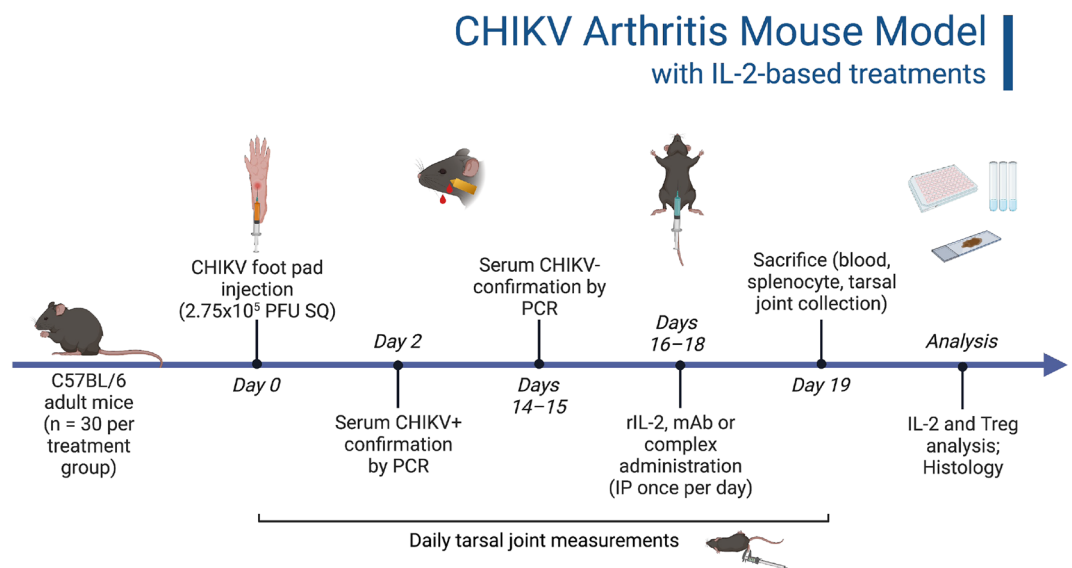 CHIKV Arthritis Mouse Model
with IL-2-based treatments
CHIKV foot pad
injection
(2.75x10⁵ PFU SQ)
Serum CHIKV-
confirmation by
PCR
Sacrifice (blood,
splenocyte, tarsal
joint collection)
Day 2
Days
16–18
Analysis
C57BL/6
adult mice
(n = 30 per
treatment
group)
Day 0
Serum CHIKV+
confirmation
by PCR
Days
14–15
rIL-2, mAb or
complex
administration
(IP once per day)
Day 19
IL-2 and Treg
analysis;
Histology
Daily tarsal joint measurements